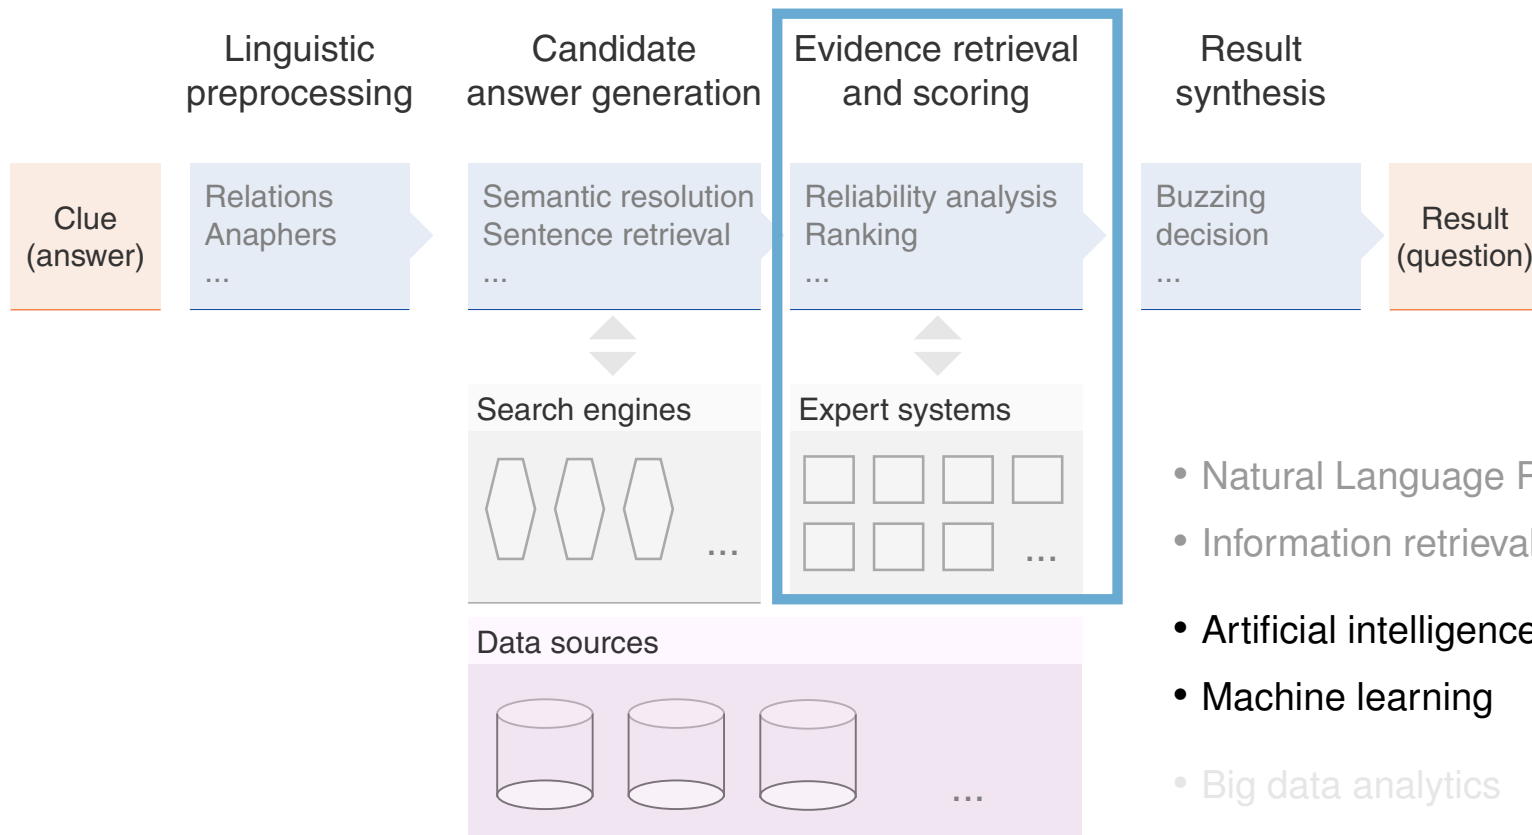 Linguistic
preprocessing
Candidate
answer generation
Evidence retrieval
and scoring
Result
synthesis
Clue
(answer)
Relations
Anaphers
...
Semantic resolution
Sentence retrieval
...
Reliability analysis
Ranking
...
Buzzing
decision
...
Result
(question)
Search engines
...
Expert systems
...
Data sources
...
• Natural Language
• Information retrieval
• Artificial intelligence
• Machine learning
• Big data analytics